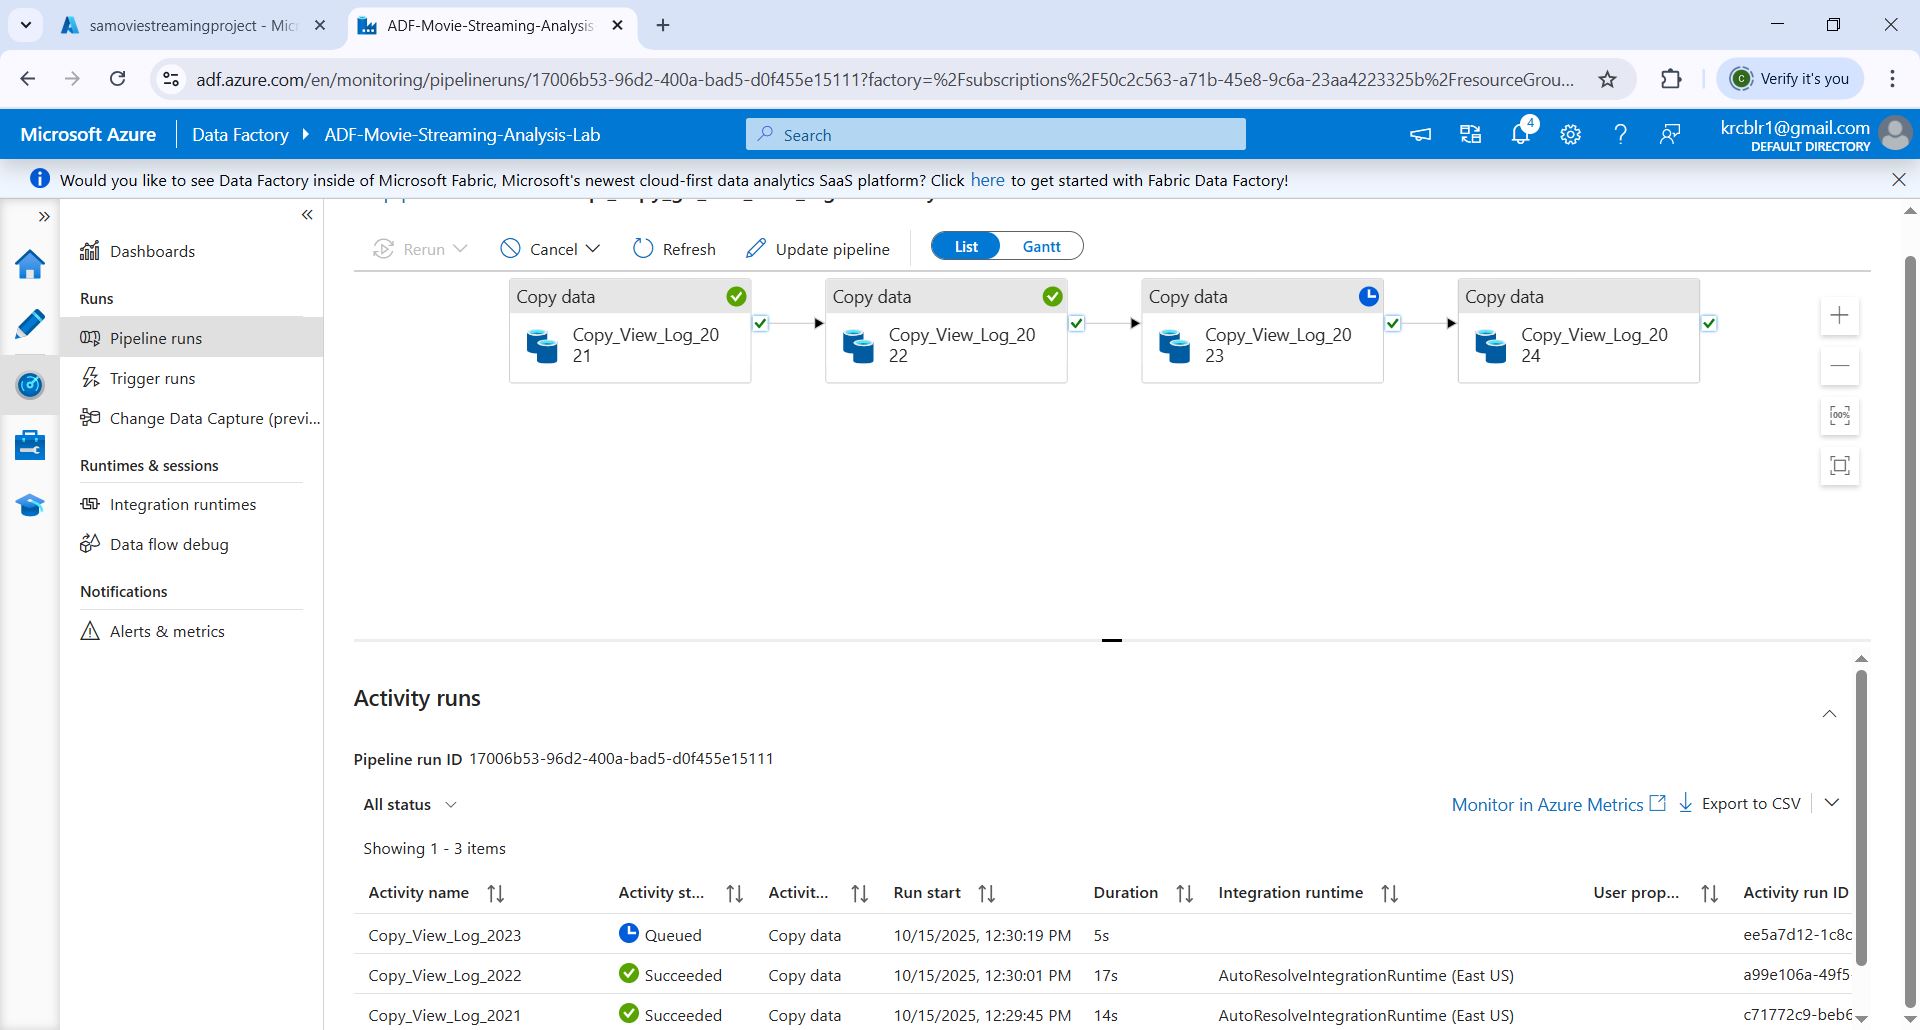 samoviestreamingproject - Mic
ADF-Movie-Streaming-Analysis
adf.azure.com/en/monitoring/pipelineruns/17006b53-96d2-400a-bad5-d0f455e15111?factory=%2Fsubscriptions%2F50c2c563-a71b-45e8-9c6a-23aa4223325b%2FresourceGrou...
C
Verify it's you
Microsoft Azure
Data Factory
ADF-Movie-Streaming-Analysis-Lab
Search
4
krcblr1@gmail.com
DEFAULT DIRECTORY
Would you like to see Data Factory inside of Microsoft Fabric, Microsoft's newest cloud-first data analytics SaaS platform? Click here to get started with Fabric Data Factory!
Dashboards
Runs
Pipeline runs
Trigger runs
Change Data Capture (previ...
Runtimes & sessions
Integration runtimes
Data flow debug
Notifications
Alerts & metrics
Rerun
Cancel
Refresh
Update pipeline
List
Gantt
Copy data
Copy_View_Log_20
21
Copy data
Copy_View_Log_20
22
Copy data
Copy_View_Log_20
23
Copy data
Copy_View_Log_20
24
100%
Activity runs
Pipeline run ID 17006b53-96d2-400a-bad5-d0f455e15111
All status
Monitor in Azure Metrics
Export to CSV
Showing 1 - 3 items
Activity name Activity st... Activit... Run start Duration Integration runtime User prop... Activity run ID
Copy_View_Log_2023 Queued Copy data 10/15/2025, 12:30:19 PM 5s ee5a7d12-1c8c
Copy_View_Log_2022 Succeeded Copy data 10/15/2025, 12:30:01 PM 17s AutoResolveIntegrationRuntime (East US) a99e106a-49f5
Copy_View_Log_2021 Succeeded Copy data 10/15/2025, 12:29:45 PM 14s AutoResolveIntegrationRuntime (East US) c71772c9-beb6